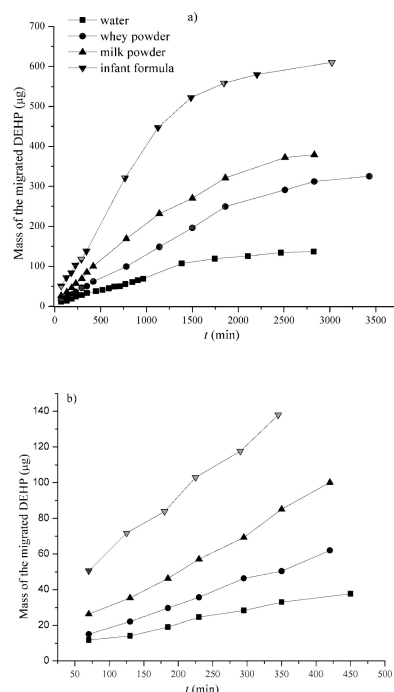 a)
water
whey powder
milk powder
infant formula
Mass of the migrated DEHP (μg)
700
600
500
400
300
200
100
0
0 500 1000 1500 2000 2500 3000 3500
t (min)
b)
Mass of the migrated DEHP (μg)
140
120
100
80
60
40
20
0
50 100 150 200 250 300 350 400 450 500
t (min)